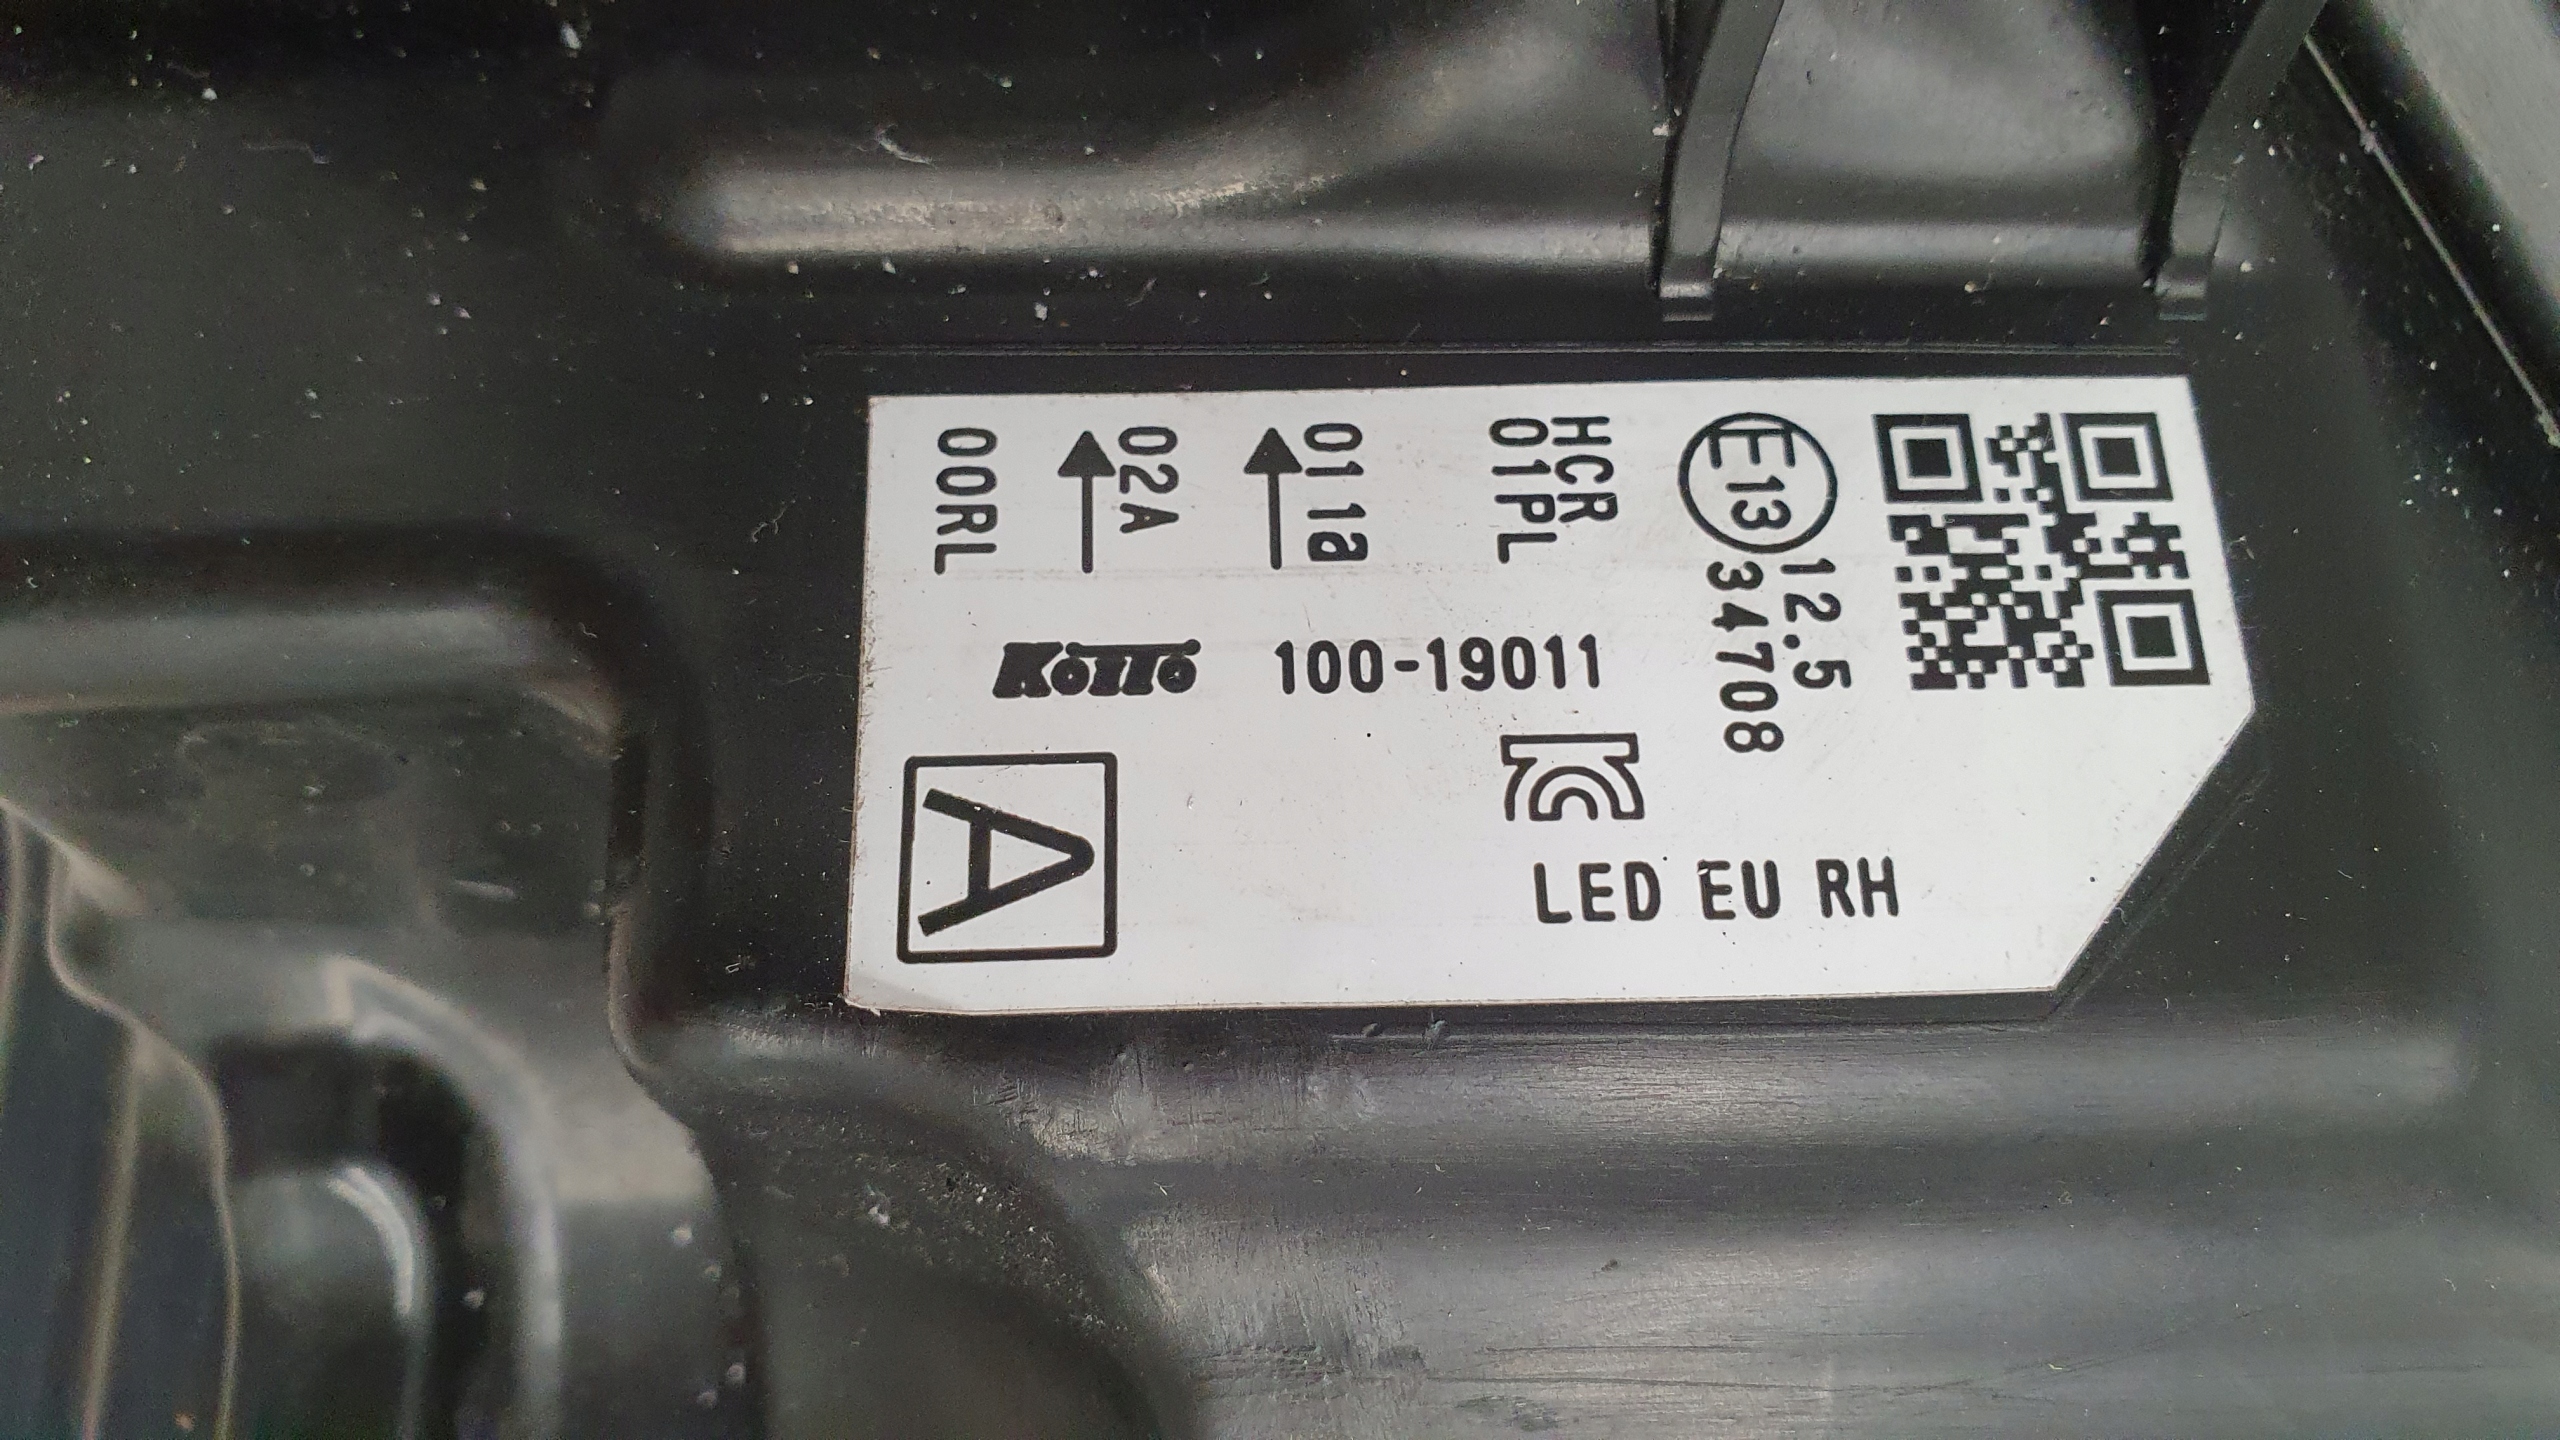 E13
12.5
34708
HCR
01PL
01 1a
02A
00RL
KOITO 100-19011
A
LED EU RH